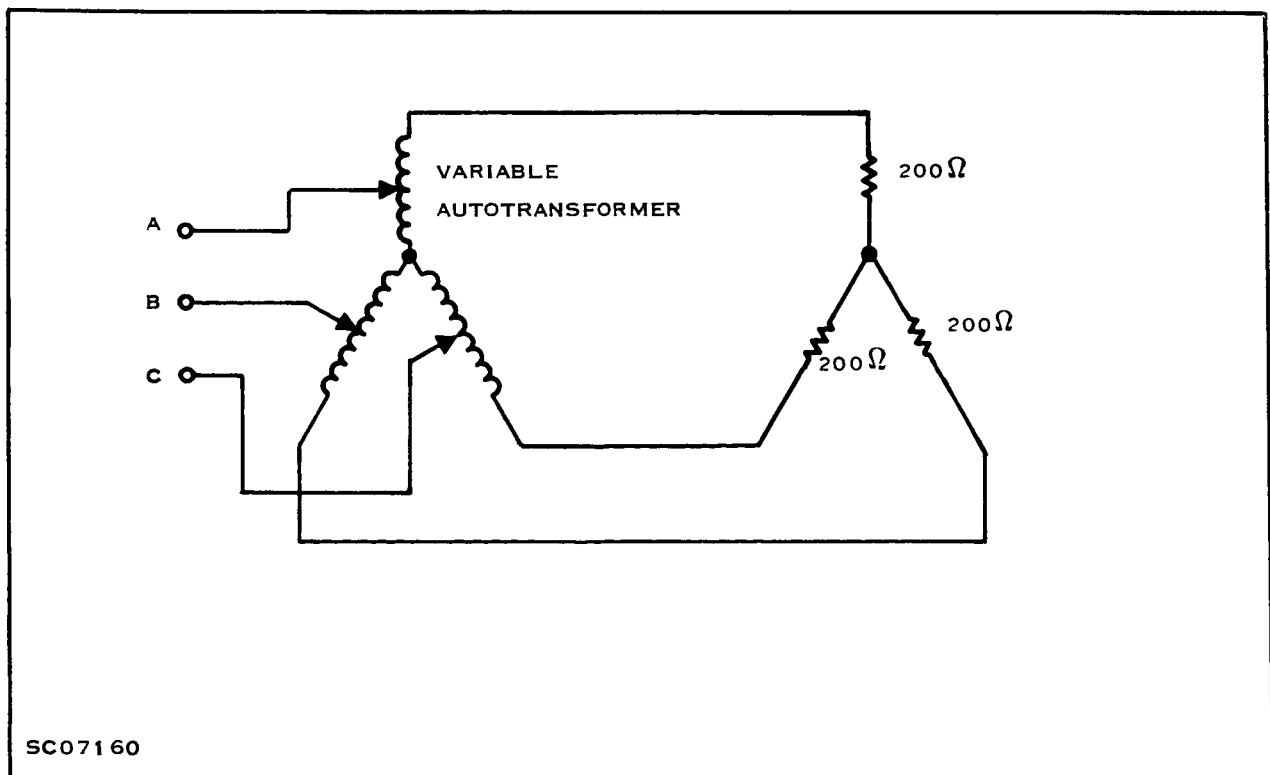 VARIABLE
AUTOTRANSFORMER
200Ω
A
B
C
200Ω
200Ω
SC07160